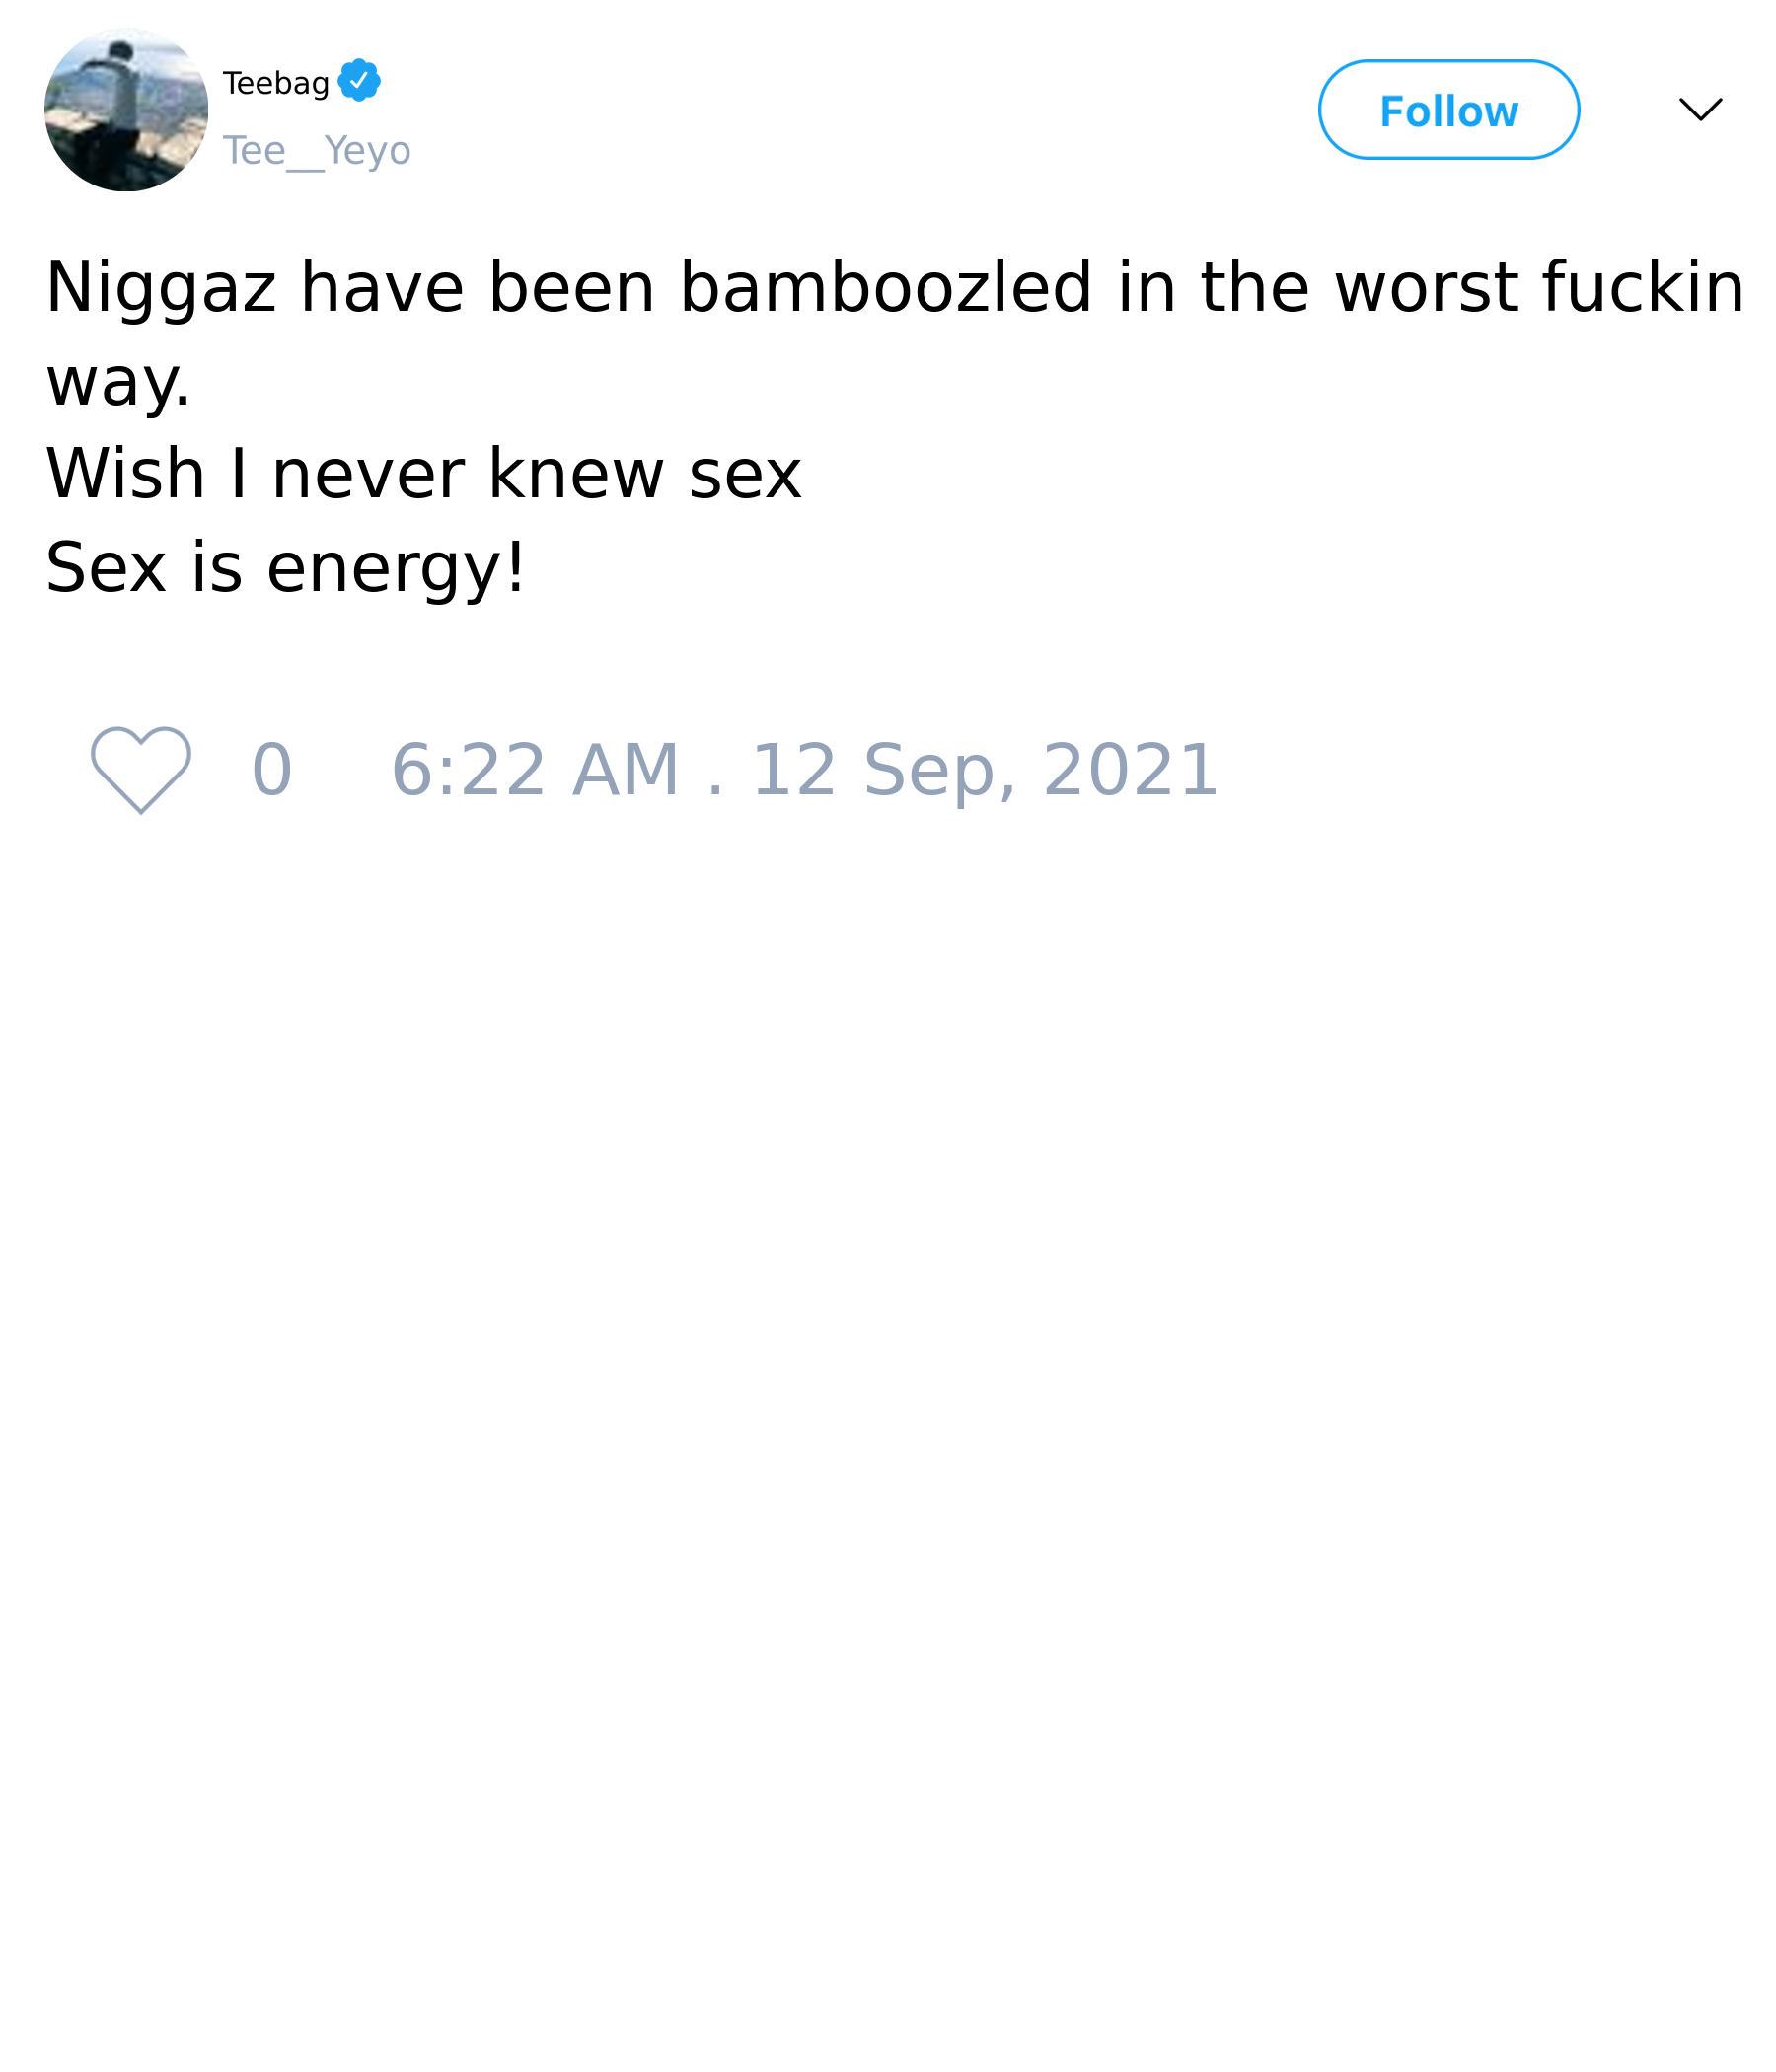 Teebag
Tee__Yeyo
Follow
Niggaz have been bamboozled in the worst fuckin
way.
Wish I never knew sex
Sex is energy!
0 6:22 AM . 12 Sep, 2021